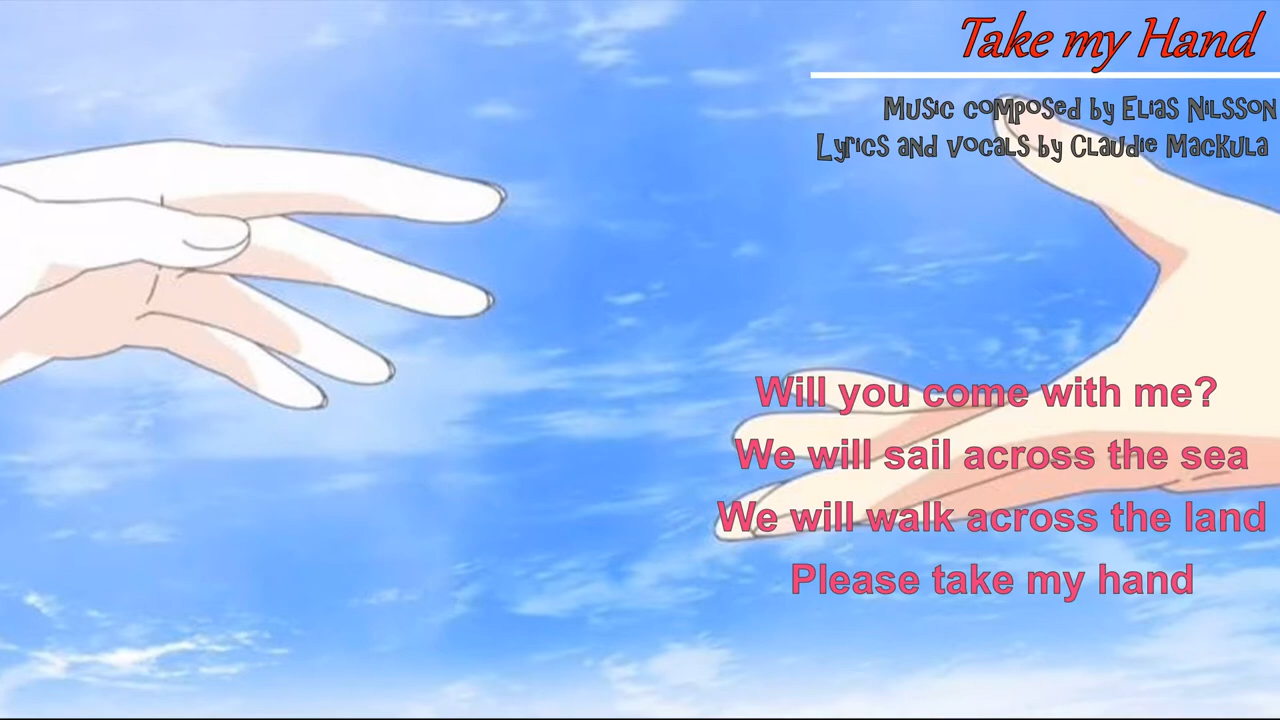 Take my Hand
Music composed by Elias Nilsson
Lyrics and vocals by Claudie Mackula
Will you come with me?
We will sail across the sea
We will walk across the land
Please take my hand